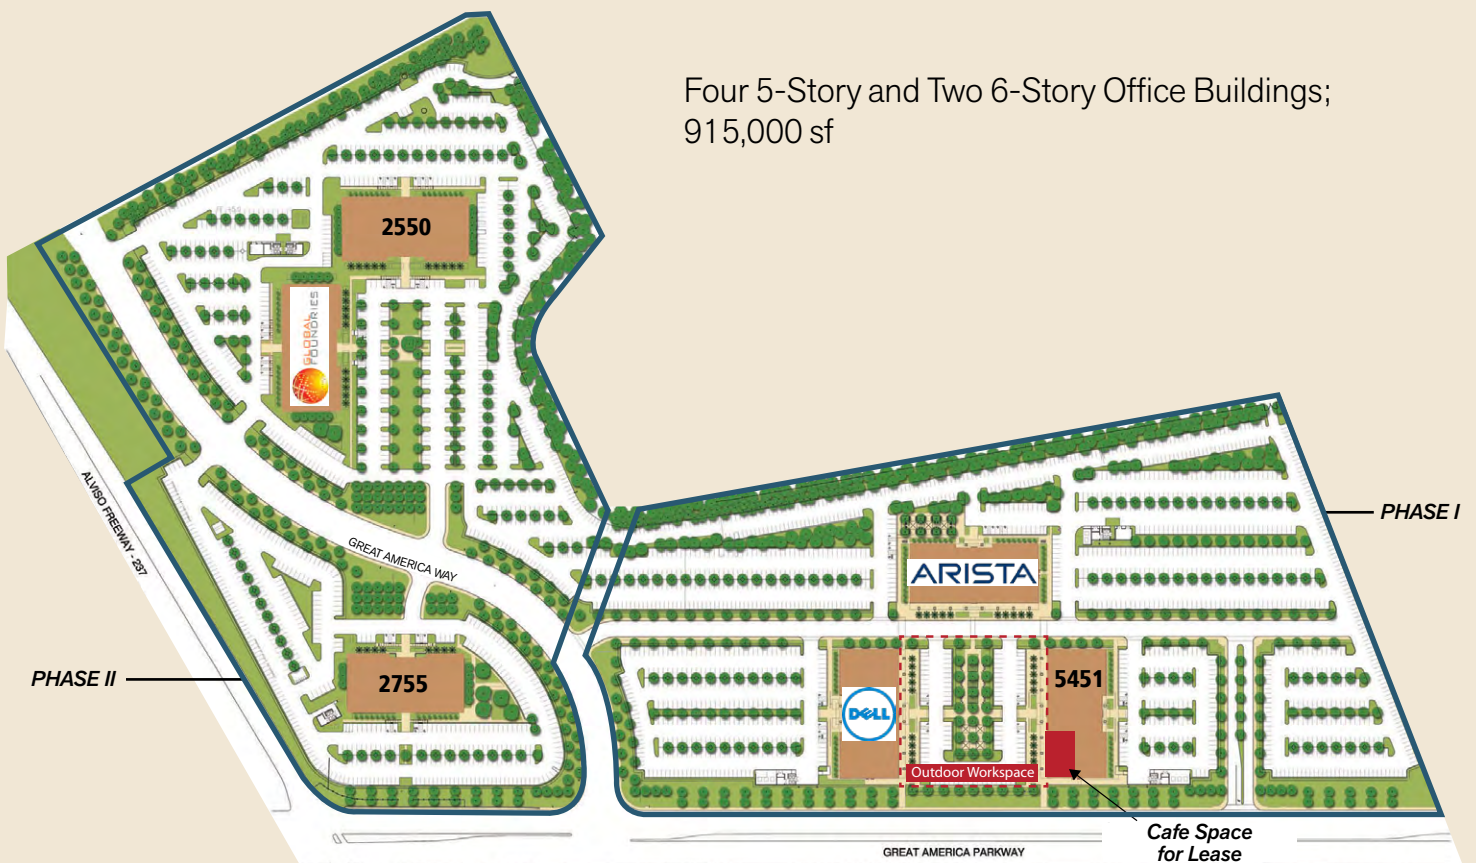 Four 5-Story and Two 6-Story Office Buildings;
915,000 sf
2550
GLOBAL
FOUNDRIES
ALVISO FREEWAY - 237
GREAT AMERICA WAY
PHASE I
ARISTA
PHASE II
2755
DELL
5451
Outdoor Workspace
Cafe Space
for Lease
GREAT AMERICA PARKWAY